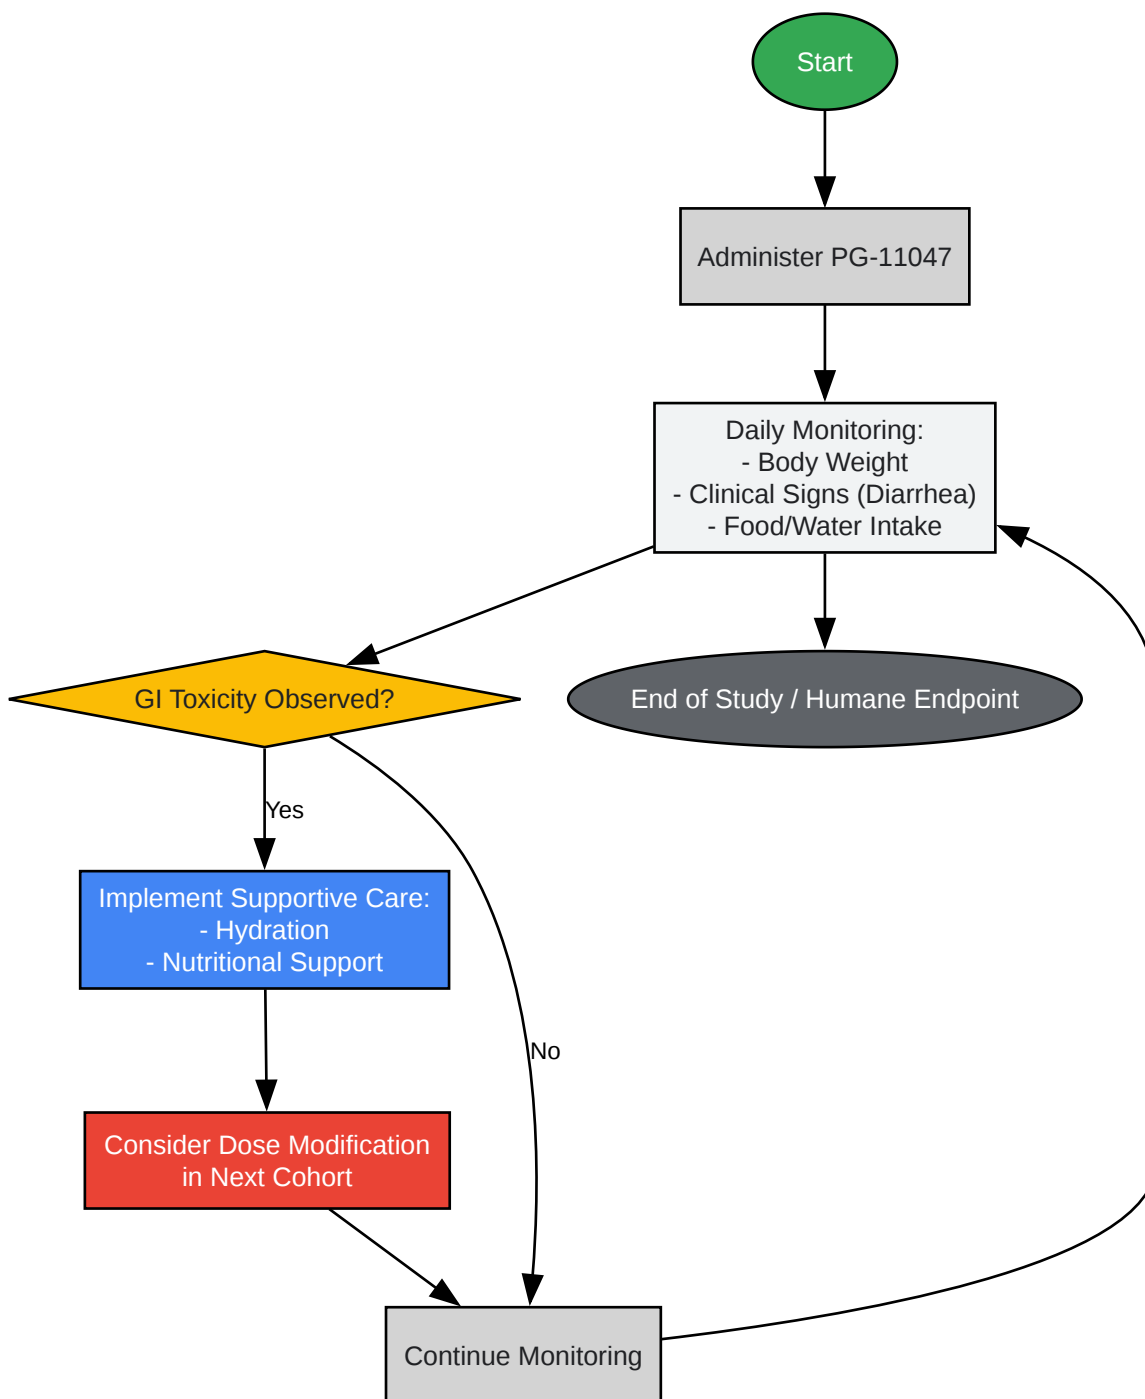 Start
Administer PG-11047
Daily Monitoring:
- Body Weight
- Clinical Signs (Diarrhea)
- Food/Water Intake
GI Toxicity Observed?
End of Study / Humane Endpoint
Yes
Implement Supportive Care:
- Hydration
- Nutritional Support
No
Consider Dose Modification
in Next Cohort
Continue Monitoring